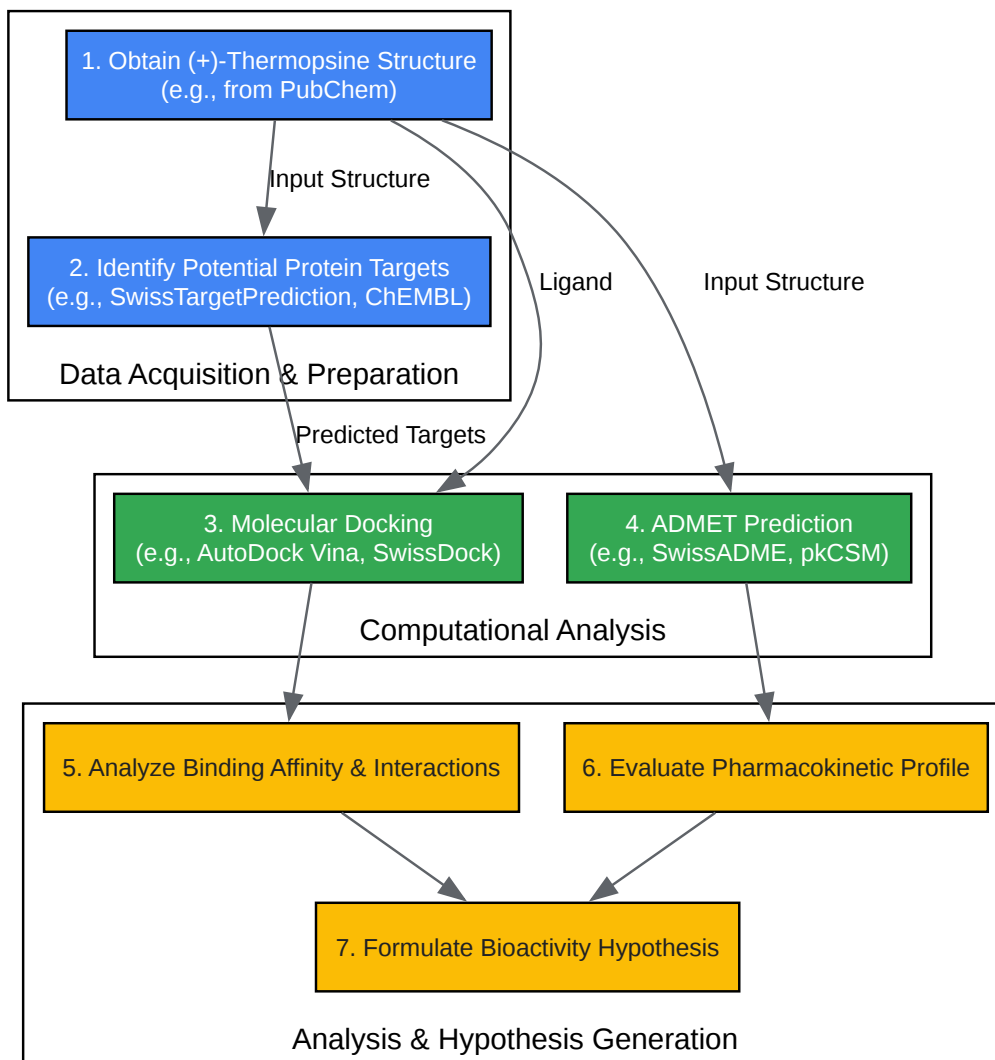 1. Obtain (+)-Thermopsine Structure
(e.g., from PubChem)
Input Structure
2. Identify Potential Protein Targets
(e.g., SwissTargetPrediction, ChEMBL)
Ligand
Input Structure
Data Acquisition & Preparation
Predicted Targets
3. Molecular Docking
(e.g., AutoDock Vina, SwissDock)
4. ADMET Prediction
(e.g., SwissADME, pkCSM)
Computational Analysis
5. Analyze Binding Affinity & Interactions
6. Evaluate Pharmacokinetic Profile
7. Formulate Bioactivity Hypothesis
Analysis & Hypothesis Generation